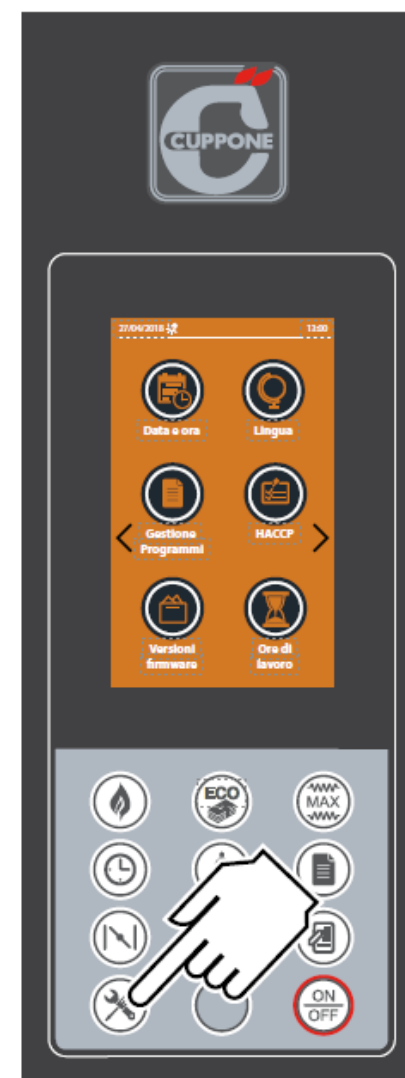 CUPPONE
27/04/2018 13:00
Data e ora
Lingua
Gestione
Programmi
HACCP
Versioni
firmware
Ore di
lavoro
ECO
MAX
ON
OFF